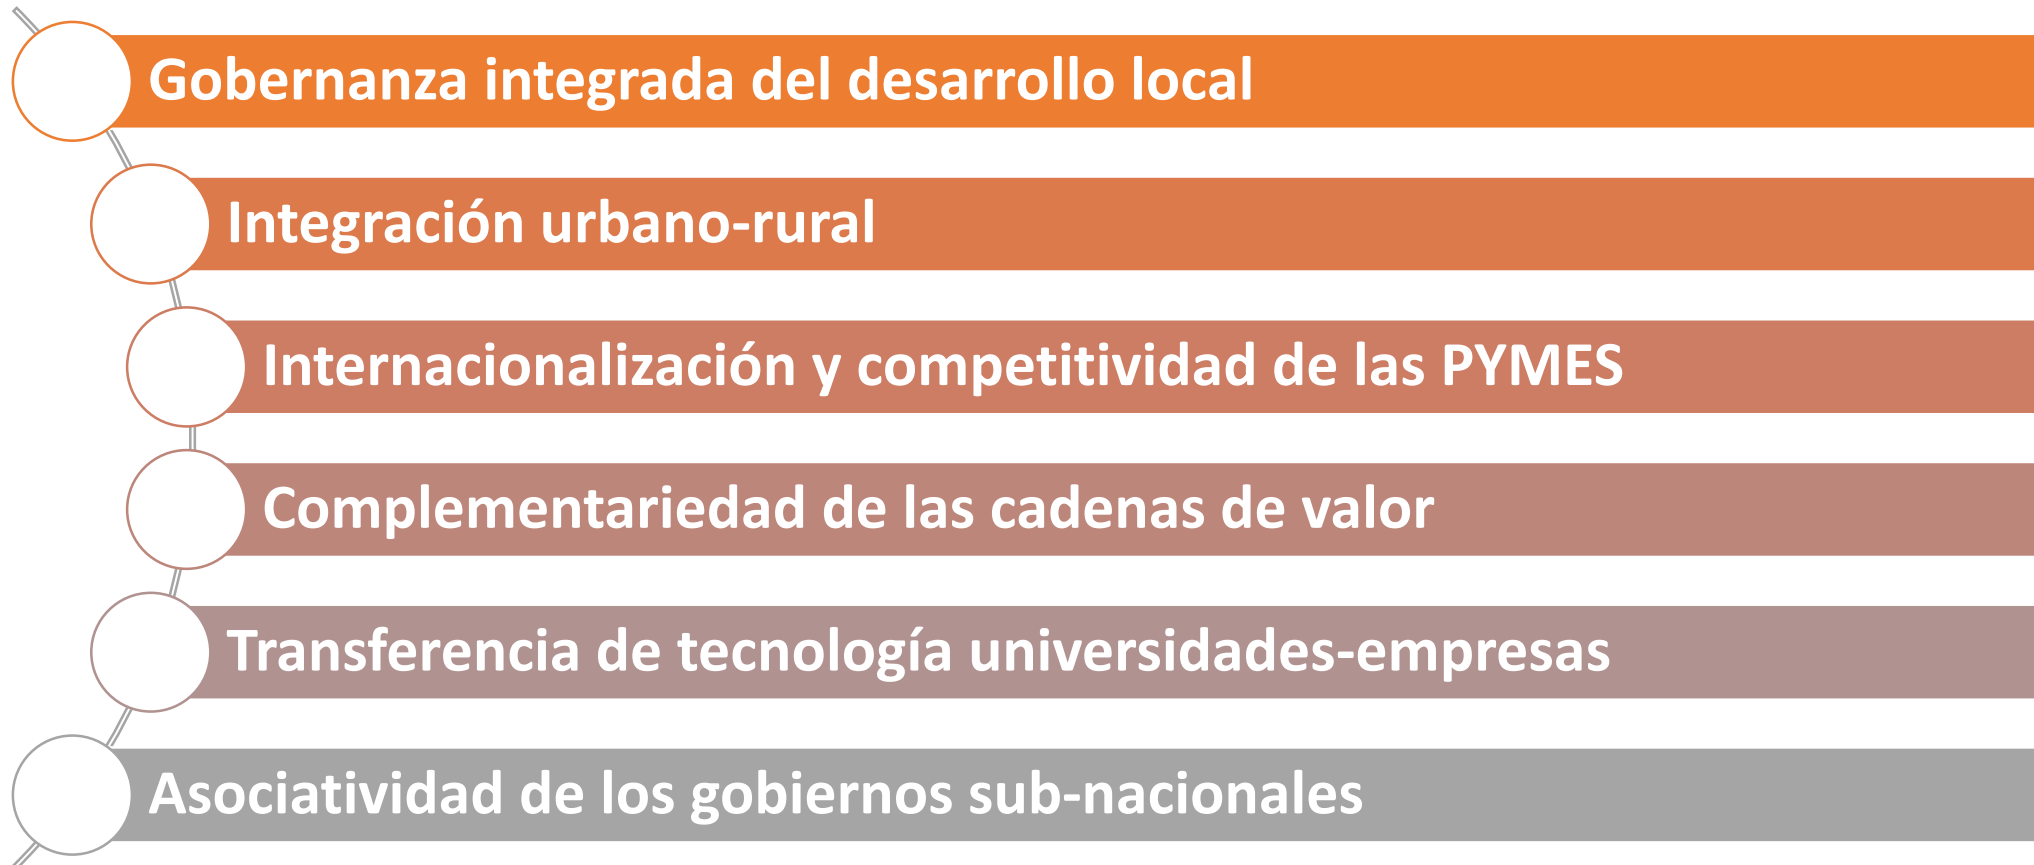 Gobernanza integrada del desarrollo local
Integración urbano-rural
Internacionalización y competitividad de las PYMES
Complementariedad de las cadenas de valor
Transferencia de tecnología universidades-empresas
Asociatividad de los gobiernos sub-nacionales